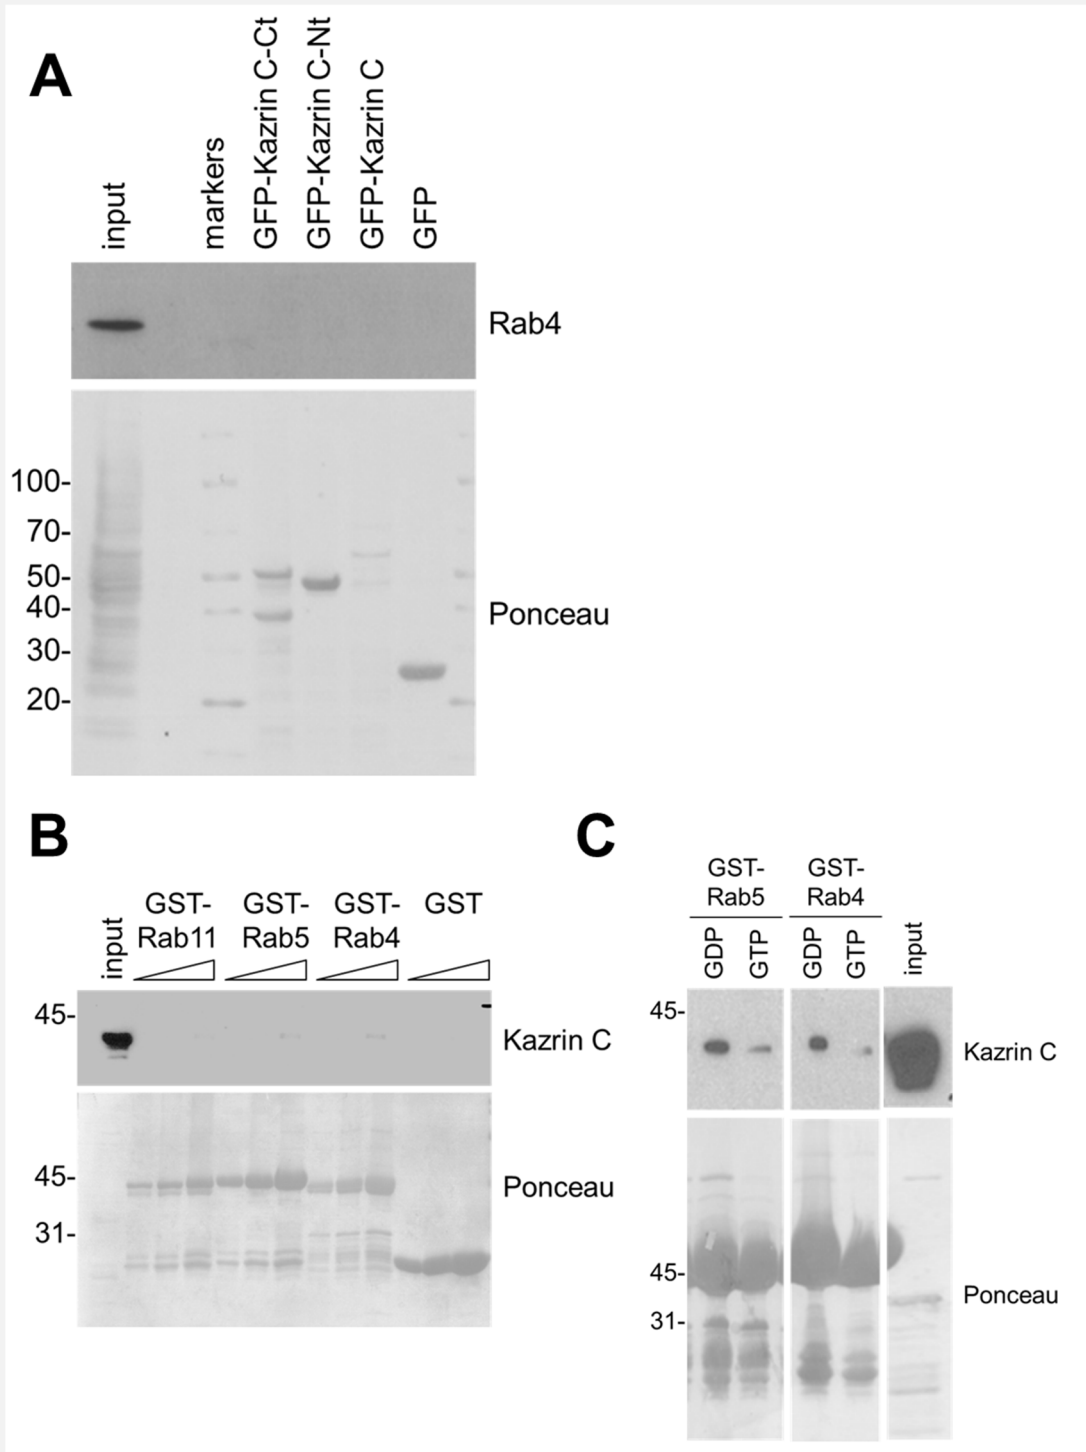 A
input
markers
GFP-Kazrin C-Ct
GFP-Kazrin C-Nt
GFP-Kazrin C
GFP
Rab4
100-
70-
50-
40-
30-
20-
Ponceau
B
input
GST-
Rab11
GST-
Rab5
GST-
Rab4
GST
45-
Kazrin C
45-
31-
Ponceau
C
GST-
Rab5
GST-
Rab4
GDP
GTP
GDP
GTP
input
45-
Kazrin C
45-
31-
Ponceau